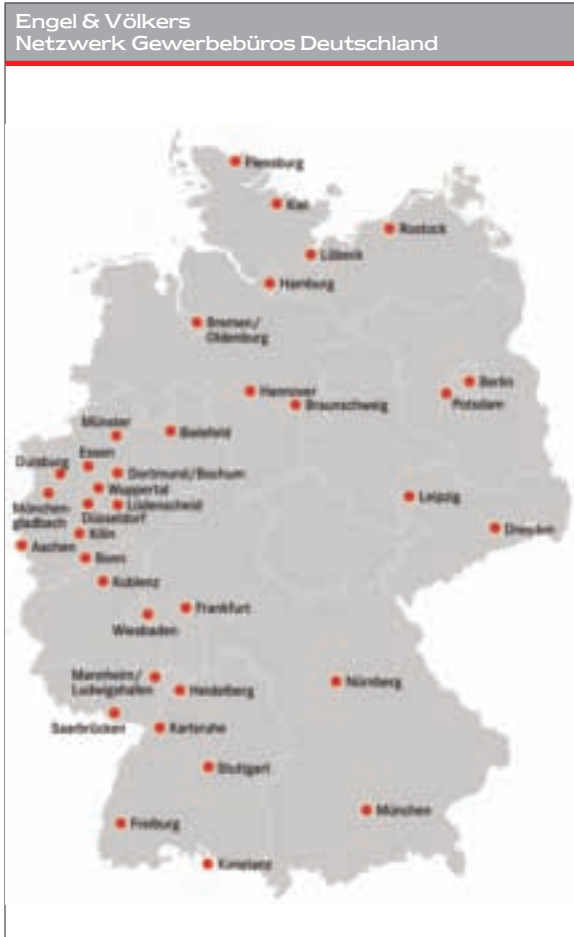 Engel & Völkers
Netzwerk Gewerbebüros Deutschland
Flensburg
Kiel
Rostock
Lübeck
Hamburg
Bremen/
Oldenburg
Hannover
Braunschweig
Berlin
Potsdam
Münster
Bielefeld
Essen
Duisburg
Dortmund/Bochum
Wuppertal
Lüdenscheid
München-
gladbach
Düsseldorf
Leipzig
Dresden
Köln
Aachen
Bonn
Koblenz
Frankfurt
Wiesbaden
Mannheim/
Ludwigshafen
Heidelberg
Nürnberg
Saarbrücken
Karlsruhe
Stuttgart
München
Freiburg
Konstanz